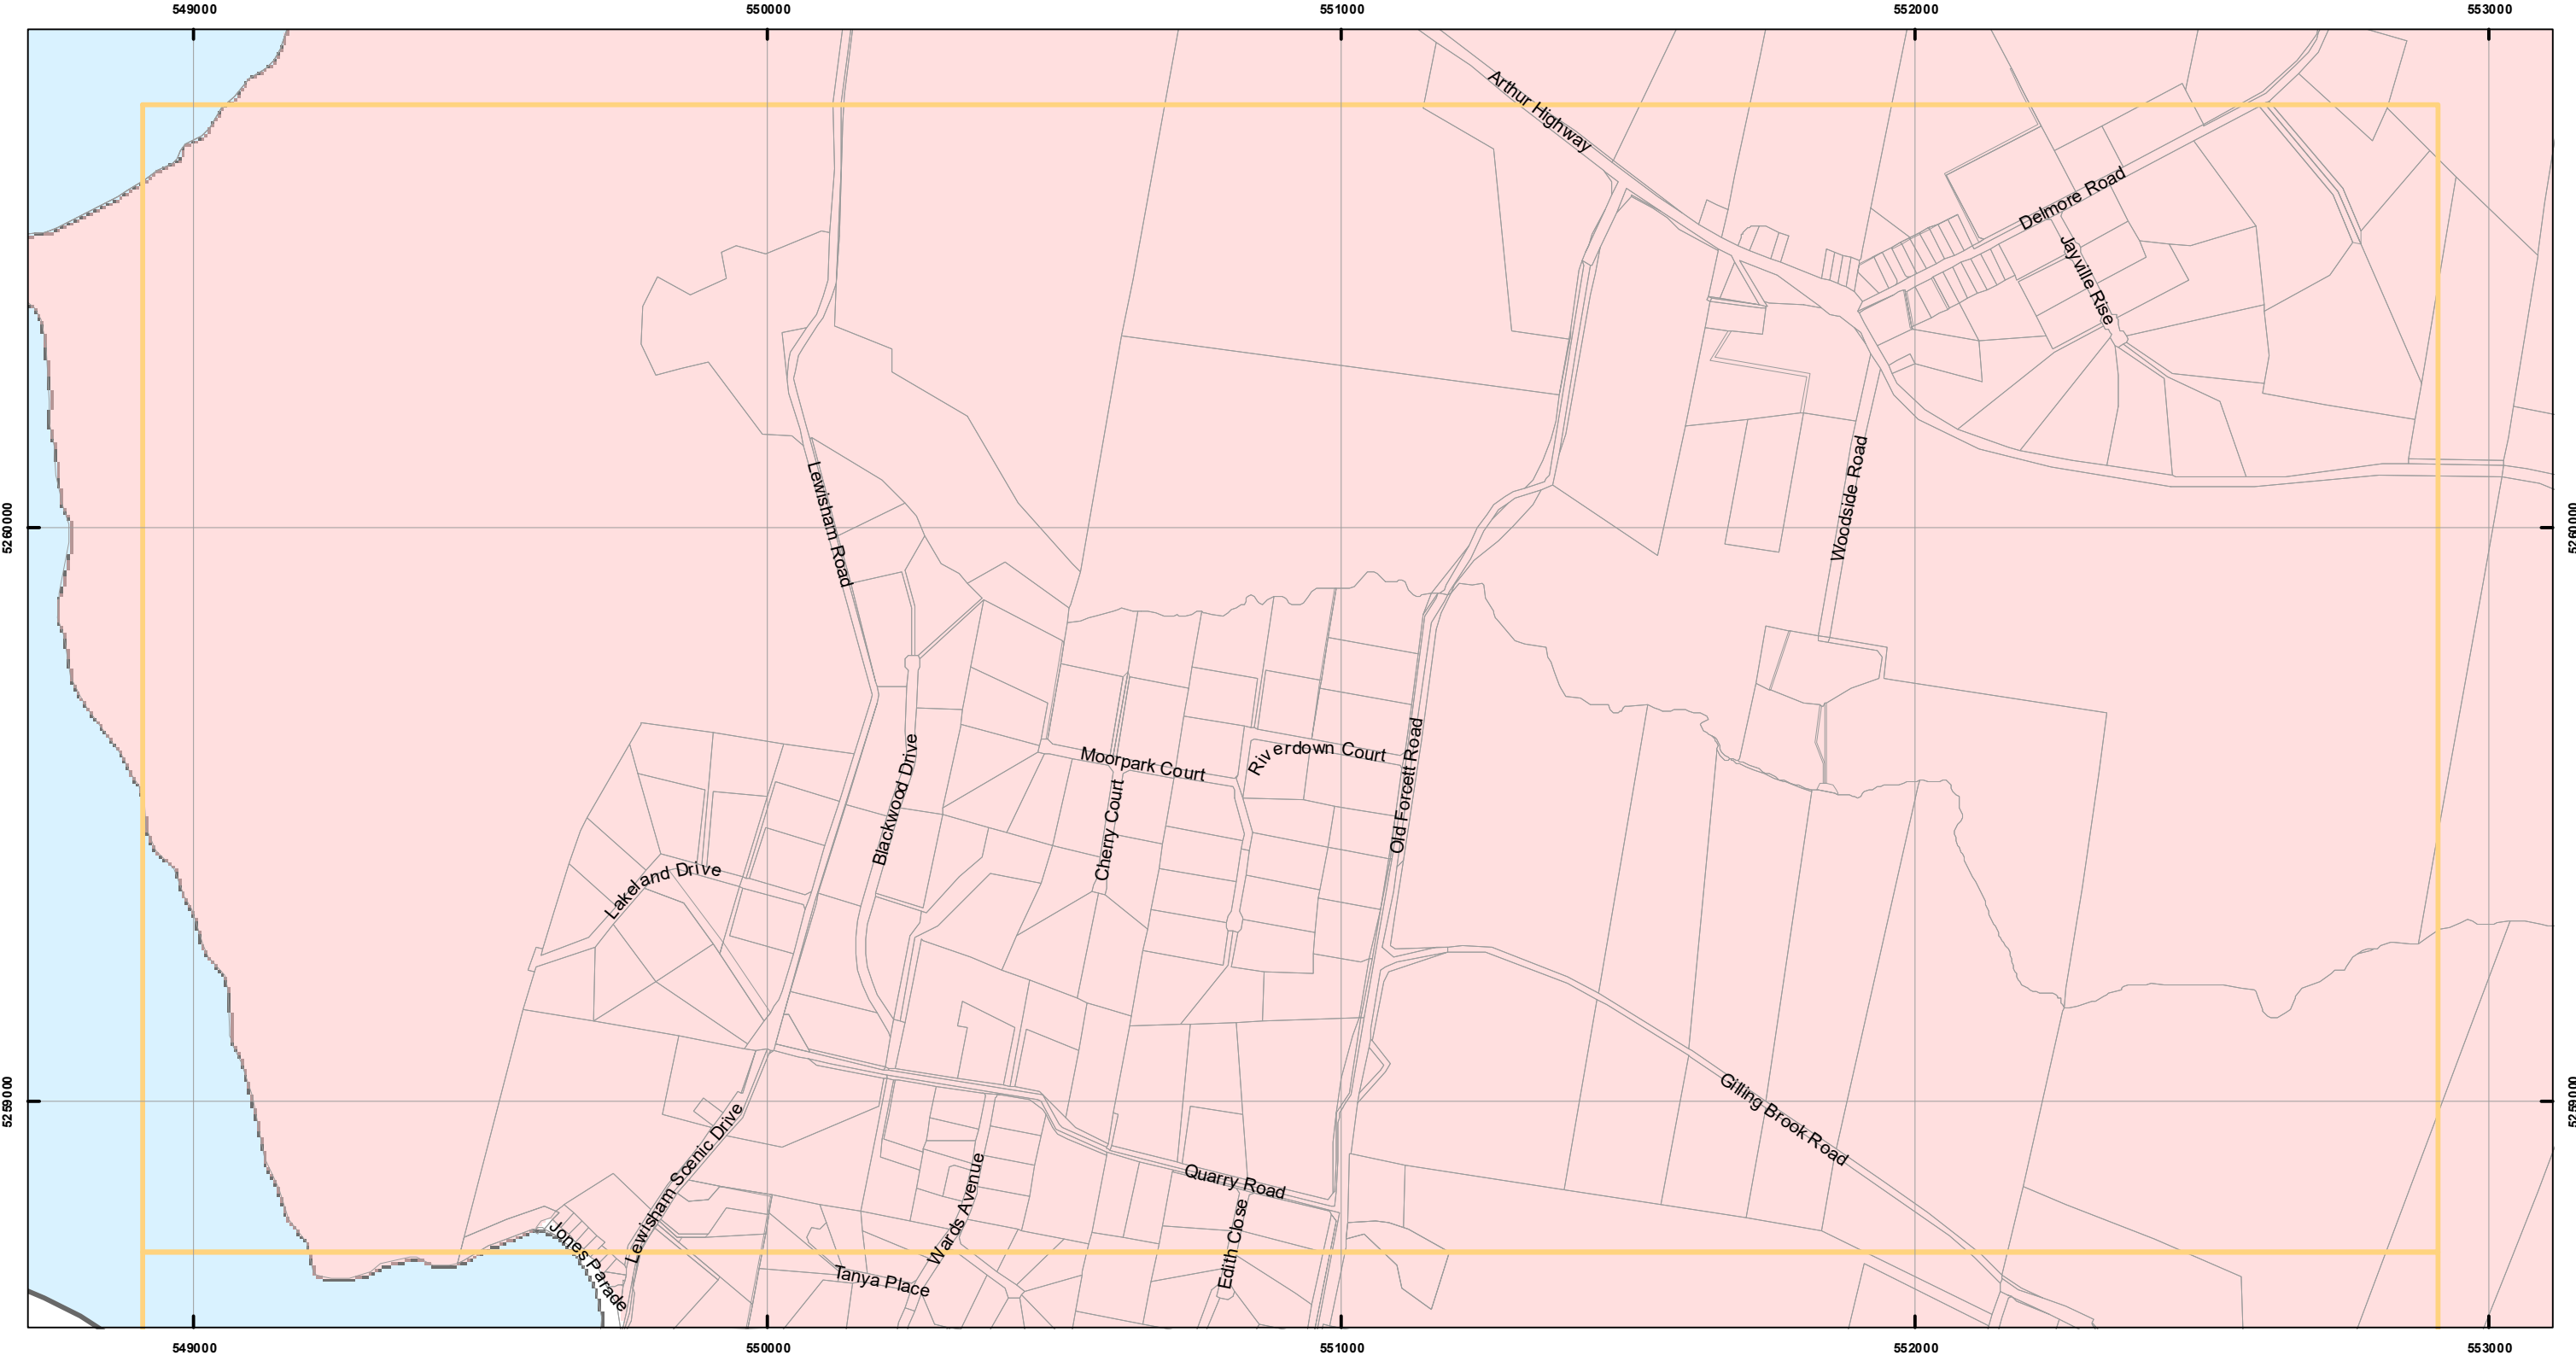 549000
550000
551000
552000
553000
Arthur Highway
Delmore Road
Jayville Rise
Lewisham Road
Woodside Road
5260000
5260000
Moorpark Court
Riverdown Court
Old Forcett Road
Blackwood Drive
Cherry Court
Lakeland Drive
5259000
5259000
Gilling Brook Road
Lewisham Scenic Drive
Quarry Road
Wards Avenue
Edith Close
Jones Parade
Tanya Place
549000
550000
551000
552000
553000